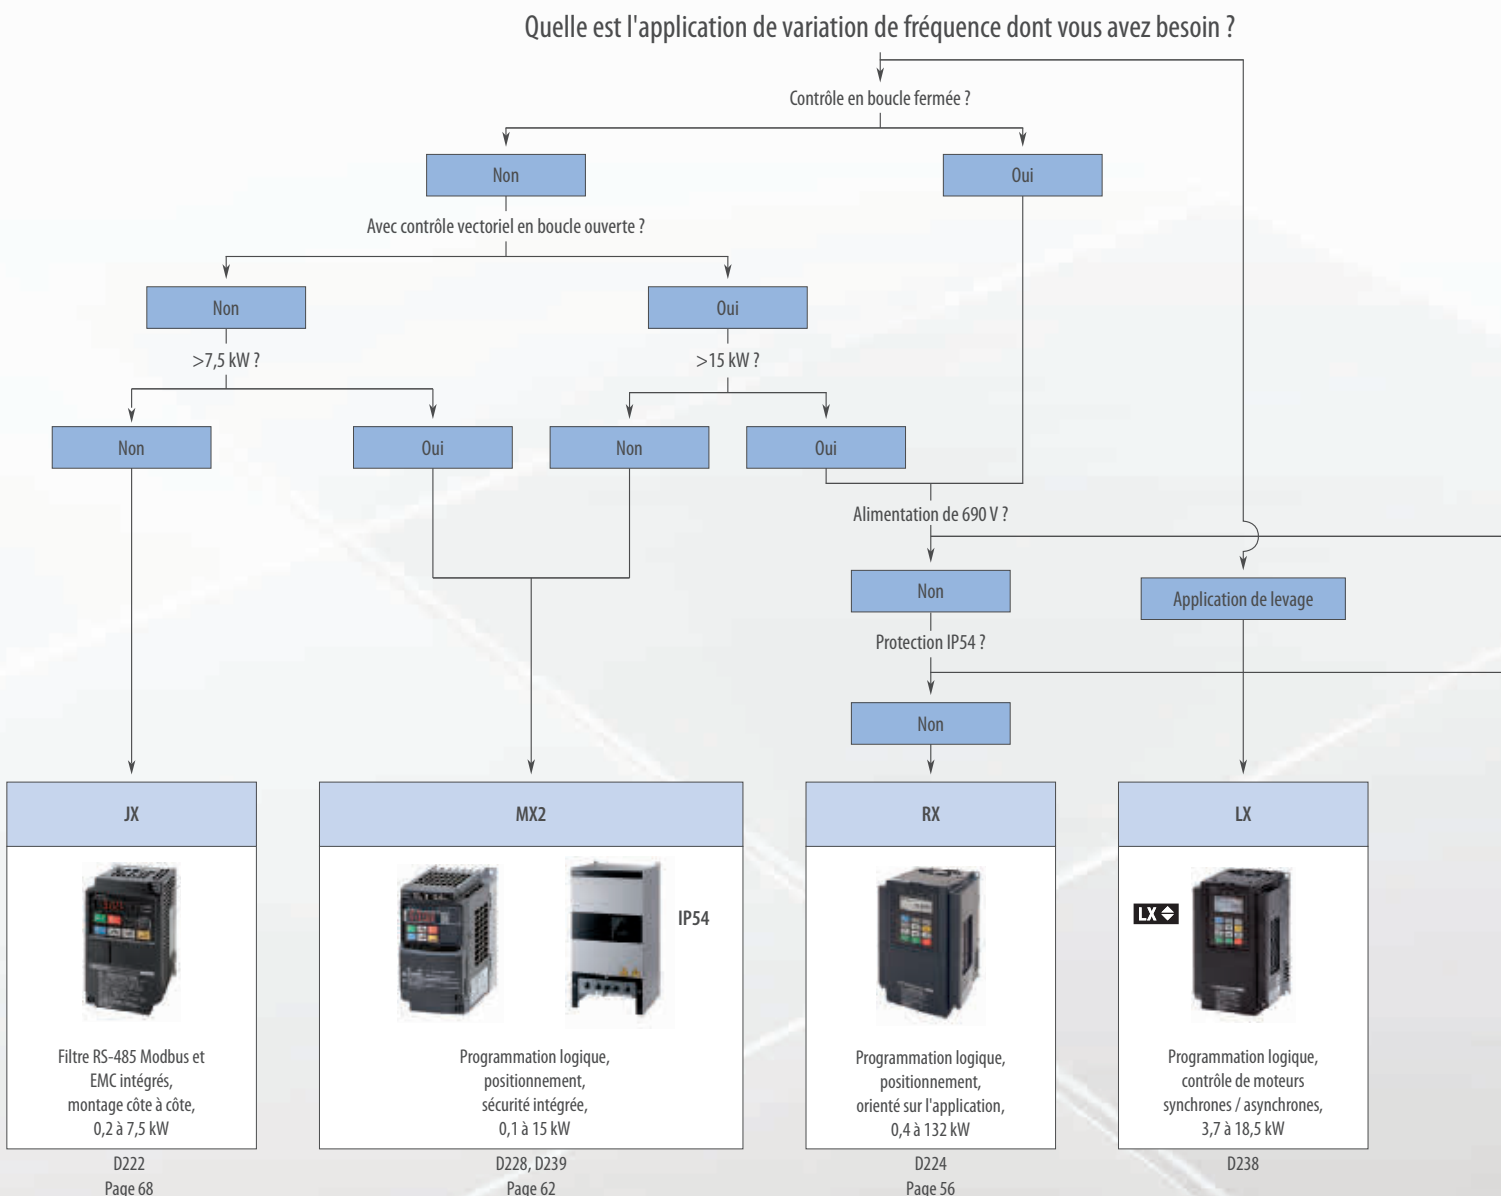 Quelle est l'application de variation de fréquence dont vous avez besoin ?
Contrôle en boucle fermée ?
Non
Oui
Avec contrôle vectoriel en boucle ouverte ?
Non
Oui
>7,5 kW ?
>15 kW ?
Non
Oui
Non
Oui
Alimentation de 690 V ?
Non
Application de levage
Protection IP54 ?
Non
JX
MX2
RX
LX
IP54
LX
Filtre RS-485 Modbus et
EMC intégrés,
montage côte à côte,
0,2 à 7,5 kW
Programmation logique,
positionnement,
sécurité intégrée,
0,1 à 15 kW
Programmation logique,
positionnement,
orienté sur l'application,
0,4 à 132 kW
Programmation logique,
contrôle de moteurs
synchrones / asynchrones,
3,7 à 18,5 kW
D222
Page 68
D228, D239
Page 62
D224
Page 56
D238